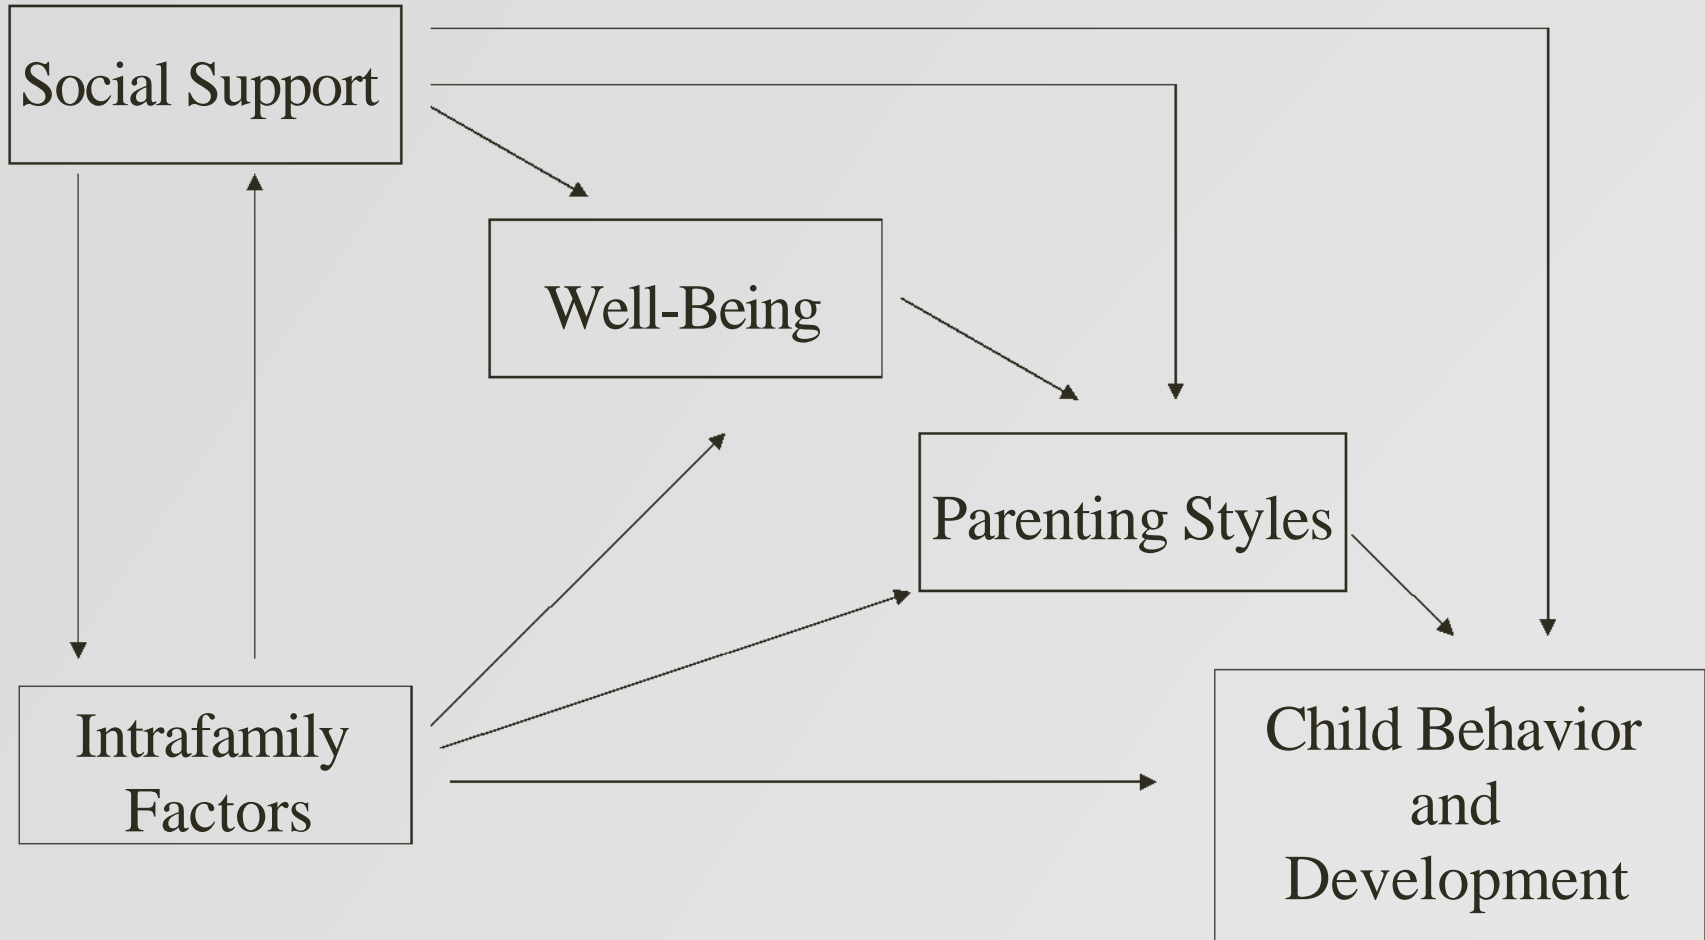 Social Support
Well-Being
Parenting Styles
Intrafamily
Factors
Child Behavior
and
Development